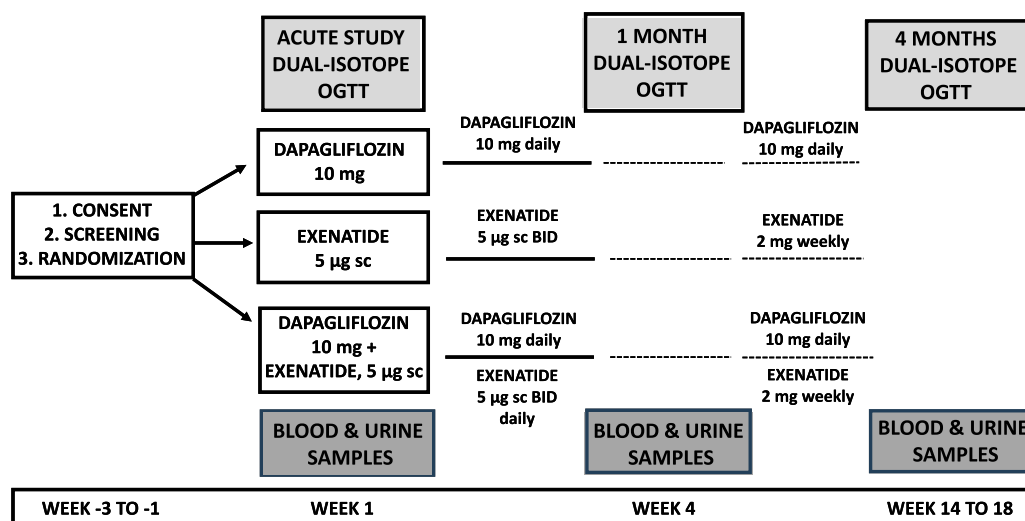 ACUTE STUDY
DUAL-ISOTOPE
OGTT
1 MONTH
DUAL-ISOTOPE
OGTT
4 MONTHS
DUAL-ISOTOPE
OGTT
1. CONSENT
2. SCREENING
3. RANDOMIZATION
DAPAGLIFLOZIN
10 mg
DAPAGLIFLOZIN
10 mg daily
DAPAGLIFLOZIN
10 mg daily
EXENATIDE
5 µg sc
EXENATIDE
5 µg sc BID
EXENATIDE
2 mg weekly
DAPAGLIFLOZIN
10 mg +
EXENATIDE, 5 µg sc
DAPAGLIFLOZIN
10 mg daily
EXENATIDE
5 µg sc BID
daily
DAPAGLIFLOZIN
10 mg daily
EXENATIDE
2 mg weekly
BLOOD & URINE
SAMPLES
BLOOD & URINE
SAMPLES
BLOOD & URINE
SAMPLES
WEEK -3 TO -1
WEEK 1
WEEK 4
WEEK 14 TO 18